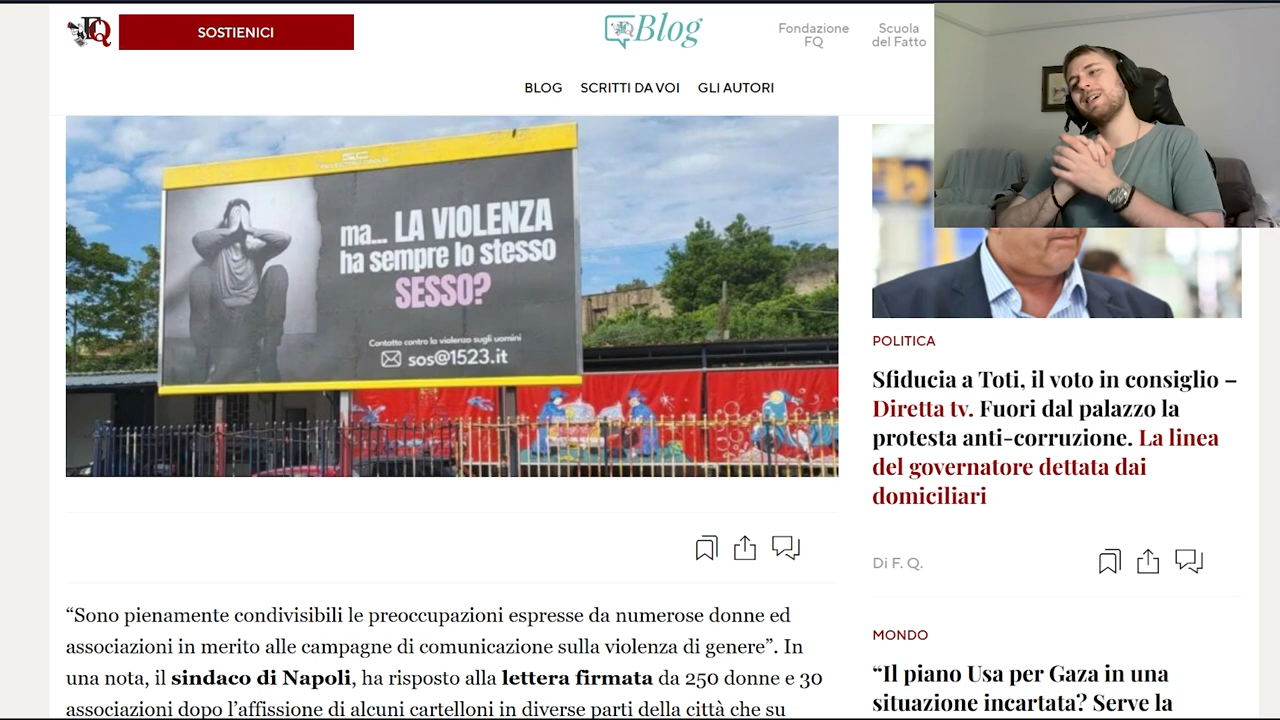 FQ
SOSTIENICI
Blog
Fondazione
FQ
Scuola
del Fatto
BLOG SCRITTI DA VOI GLI AUTORI
ma... LA VIOLENZA
ha sempre lo stesso
SESSO?
Contatto contro la violenza sugli uomini
sos@1523.it
“Sono pienamente condivisibili le preoccupazioni espresse da numerose donne ed
associazioni in merito alle campagne di comunicazione sulla violenza di genere”. In
una nota, il sindaco di Napoli, ha risposto alla lettera firmata da 250 donne e 30
associazioni dopo l’affissione di alcuni cartelloni in diverse parti della città che su
POLITICA
Sfiducia a Toti, il voto in consiglio –
Diretta tv. Fuori dal palazzo la
protesta anti-corruzione. La linea
del governatore dettata dai
domiciliari
Di F. Q.
MONDO
“Il piano Usa per Gaza in una
situazione incartata? Serve la